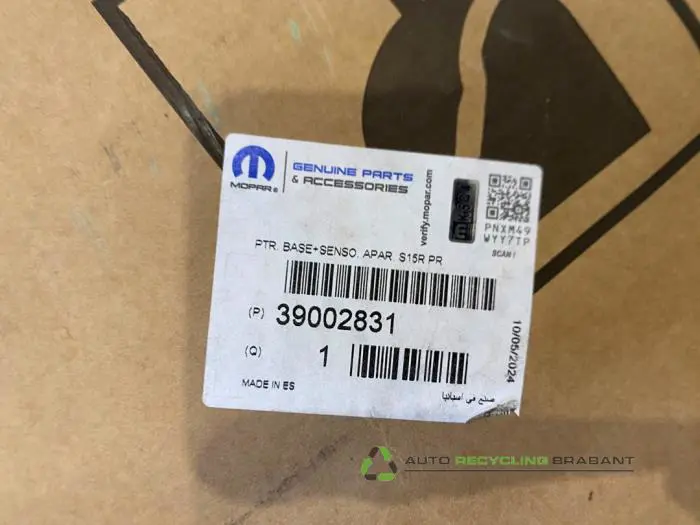 MOPAR®
GENUINE PARTS
& ACCESSORIES
verify.mopar.com
PNXM49
WYY7TP
SCAN !
PTR. BASE+SENSO. APAR. S15R PR
(P) 39002831
(Q) 1
MADE IN ES
10/05/2024
صنع في اسبانيا
AUTO RECYCLING BRABANT